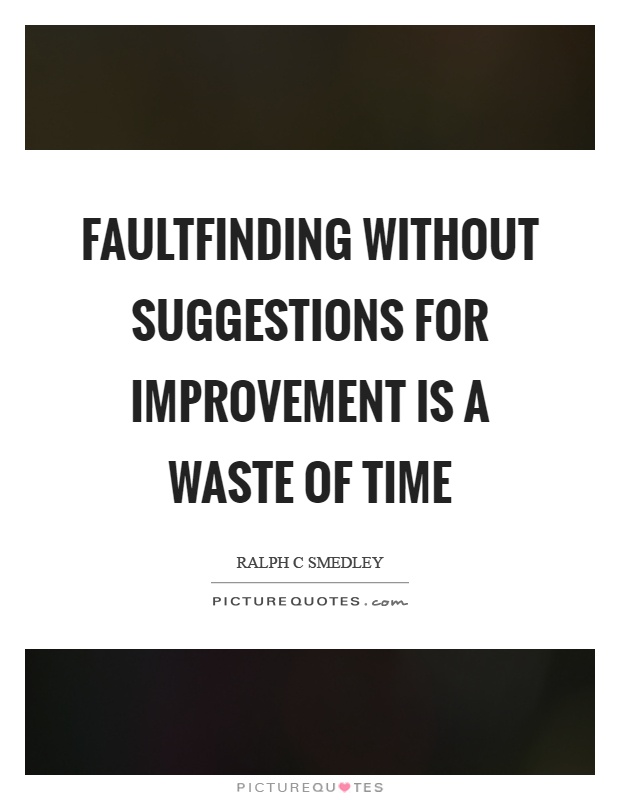 FAULTFINDING WITHOUT
SUGGESTIONS FOR
IMPROVEMENT IS A
WASTE OF TIME
RALPH C SMEDLEY
PICTUREQUOTES.com
PICTUREQUOTES